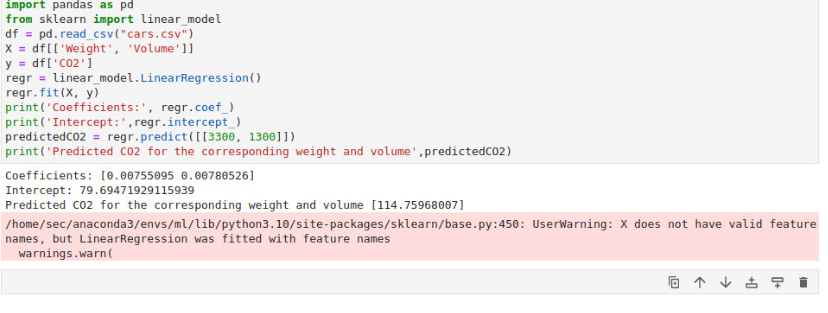 import pandas as pd
from sklearn import linear_model
df = pd.read_csv("cars.csv")
X = df[['Weight', 'Volume']]
y = df['CO2']
regr = linear_model.LinearRegression()
regr.fit(X, y)
print('Coefficients:', regr.coef_)
print('Intercept:',regr.intercept_)
predictedCO2 = regr.predict([[3300, 1300]])
print('Predicted CO2 for the corresponding weight and volume',predictedCO2)
Coefficients: [0.00755095 0.00780526]
Intercept: 79.69471929115939
Predicted CO2 for the corresponding weight and volume [114.75968007]
/home/sec/anaconda3/envs/ml/lib/python3.10/site-packages/sklearn/base.py:450: UserWarning: X does not have valid feature
names, but LinearRegression was fitted with feature names
  warnings.warn(